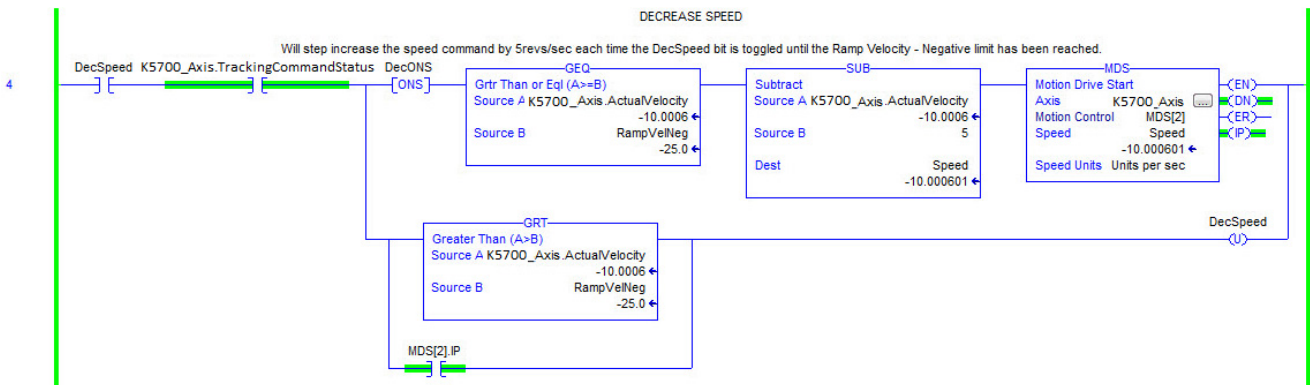 DECREASE SPEED
Will step increase the speed command by 5revs/sec each time the DecSpeed bit is toggled until the Ramp Velocity - Negative limit has been reached.
4
DecSpeed K5700_Axis.TrackingCommandStatus DecONS
ONS
GEQ
Grtr Than or Eql (A>=B)
Source A K5700_Axis.ActualVelocity
-10.0006
Source B RampVelNeg
-25.0
SUB
Subtract
Source A K5700_Axis.ActualVelocity
-10.0006
Source B 5
Dest Speed
-10.000601
MDS
Motion Drive Start
Axis K5700_Axis ...
Motion Control MDS[2]
Speed Speed
-10.000601
Speed Units Units per sec
EN
DN
ER
IP
GRT
Greater Than (A>B)
Source A K5700_Axis.ActualVelocity
-10.0006
Source B RampVelNeg
-25.0
DecSpeed
U
MDS[2].IP